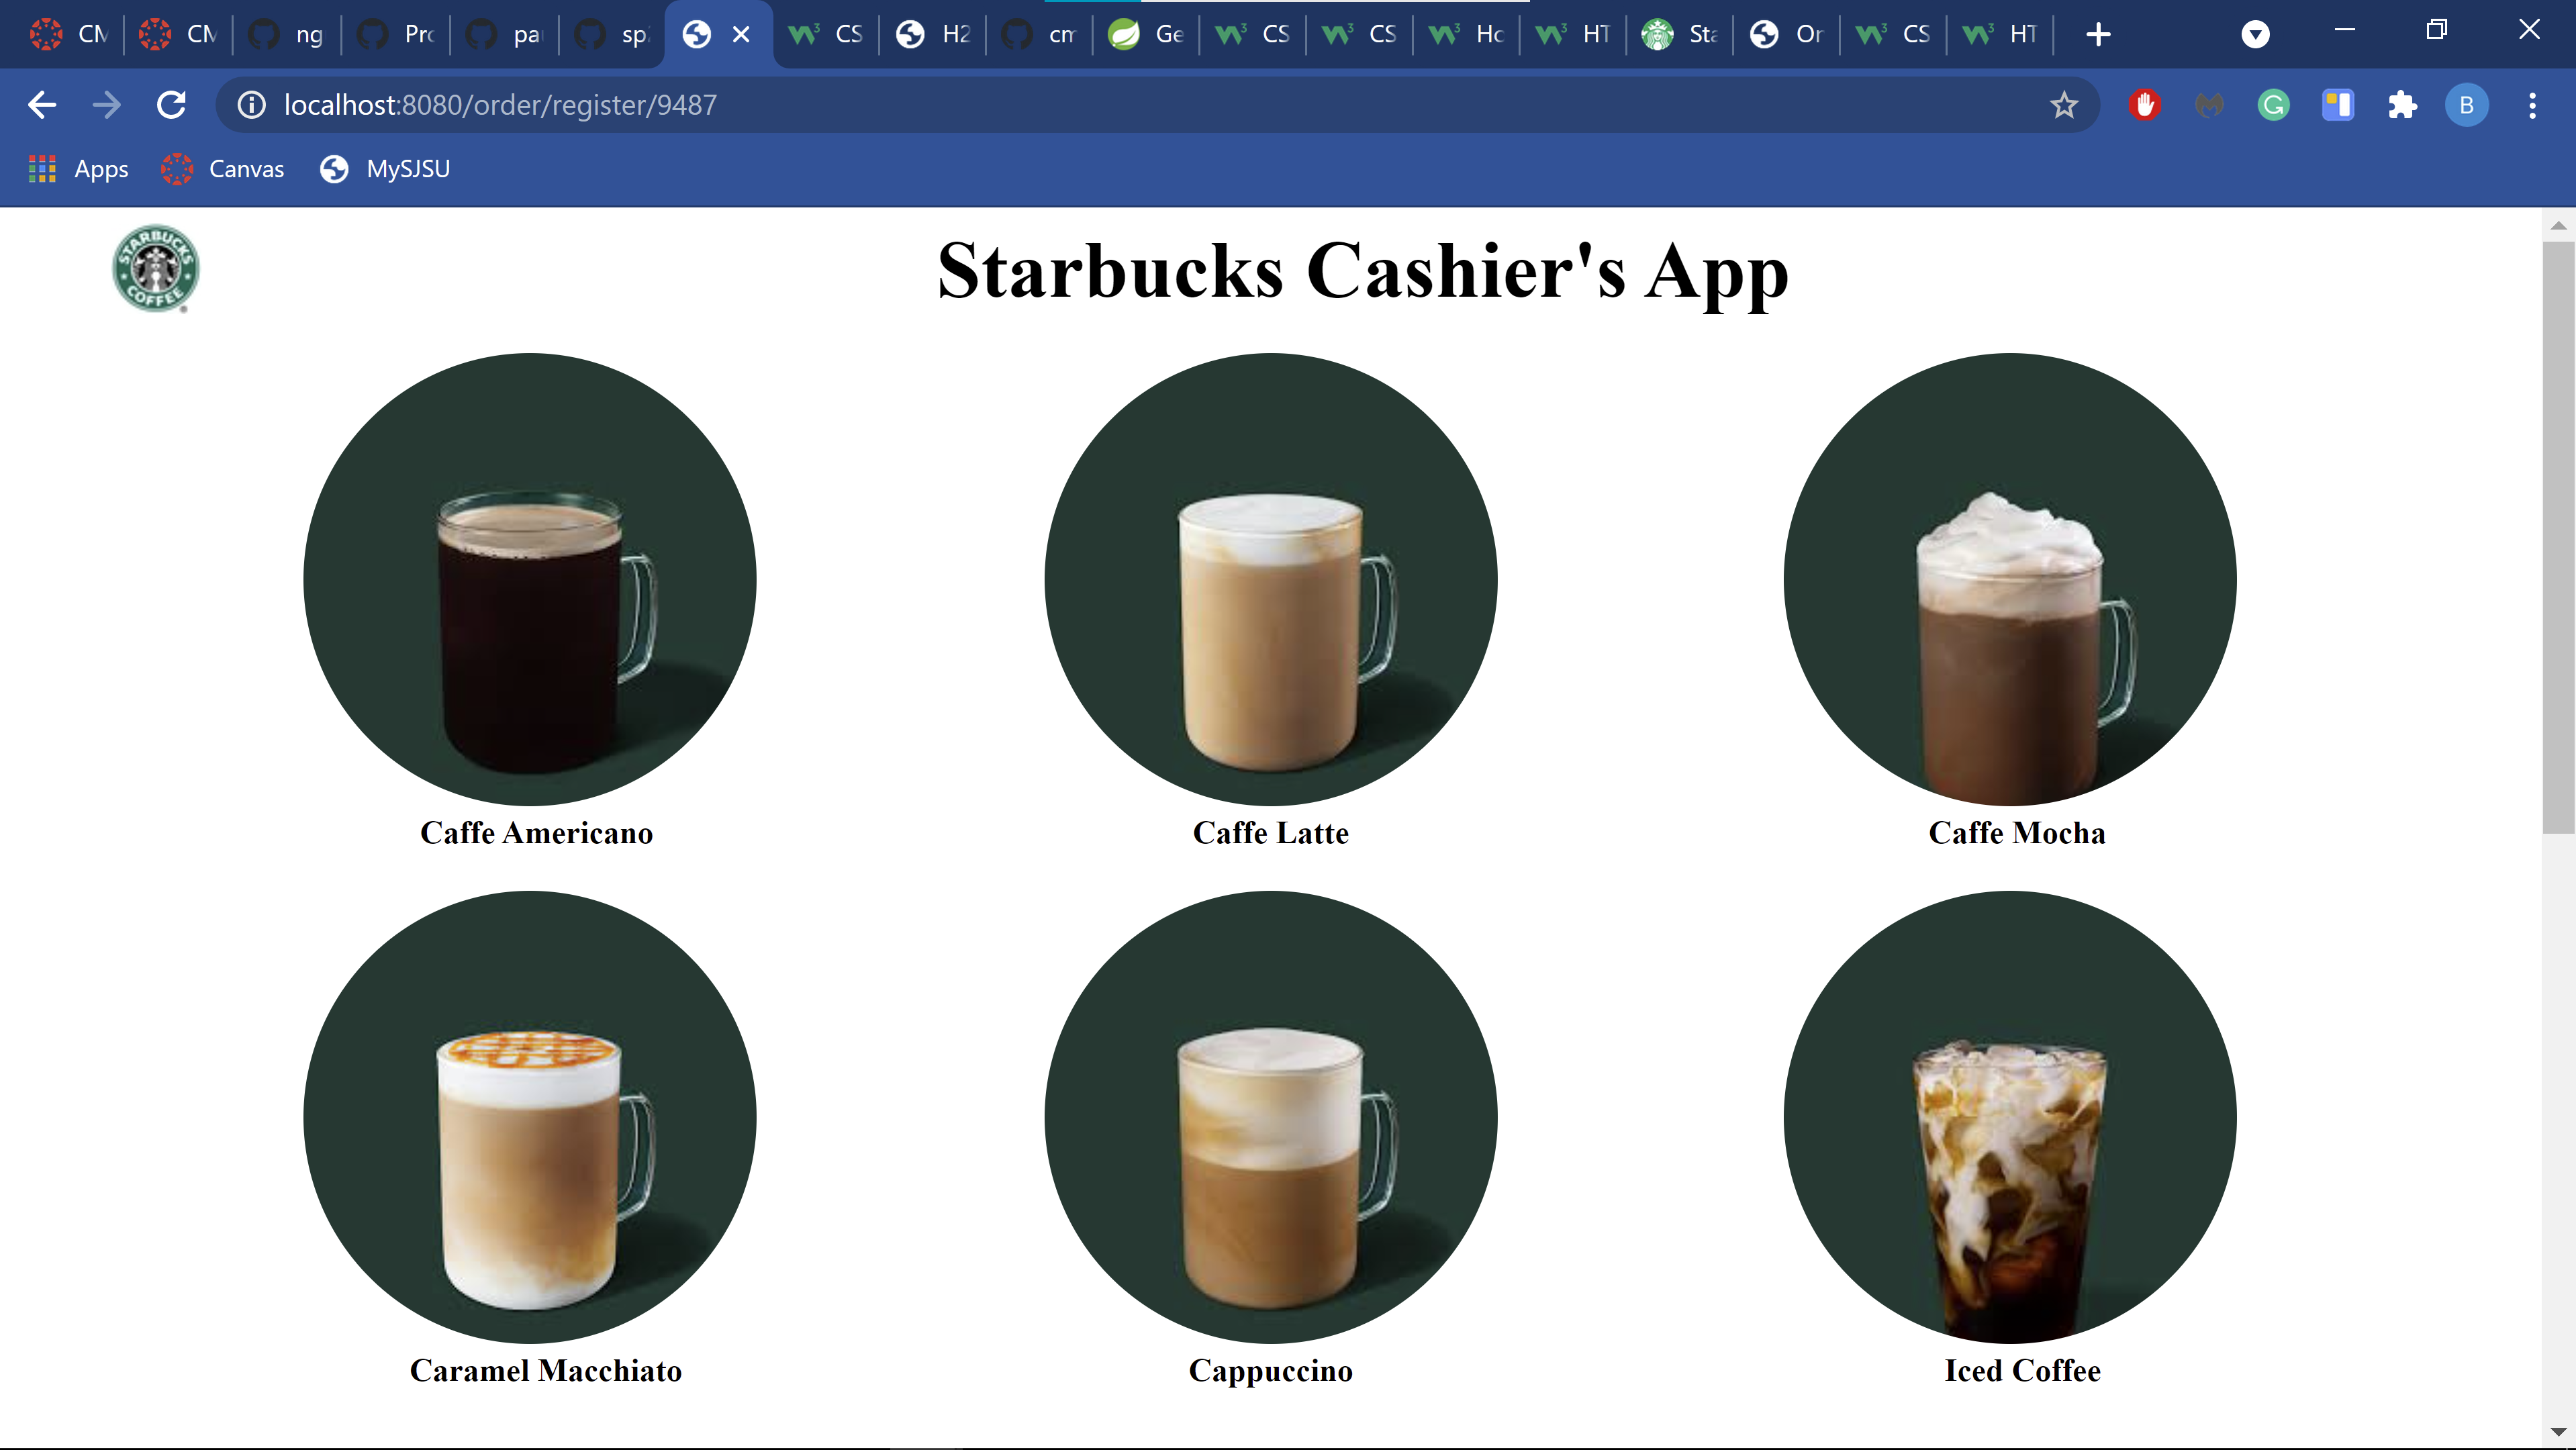 CM CM ng Pro pa sp CS H2 cm Ge CS CS Ho HT Sta Or CS HT
localhost:8080/order/register/9487
B
Apps Canvas MySJSU
STARBUCKS
COFFEE
Starbucks Cashier's App
Caffe Americano Caffe Latte Caffe Mocha
Caramel Macchiato Cappuccino Iced Coffee